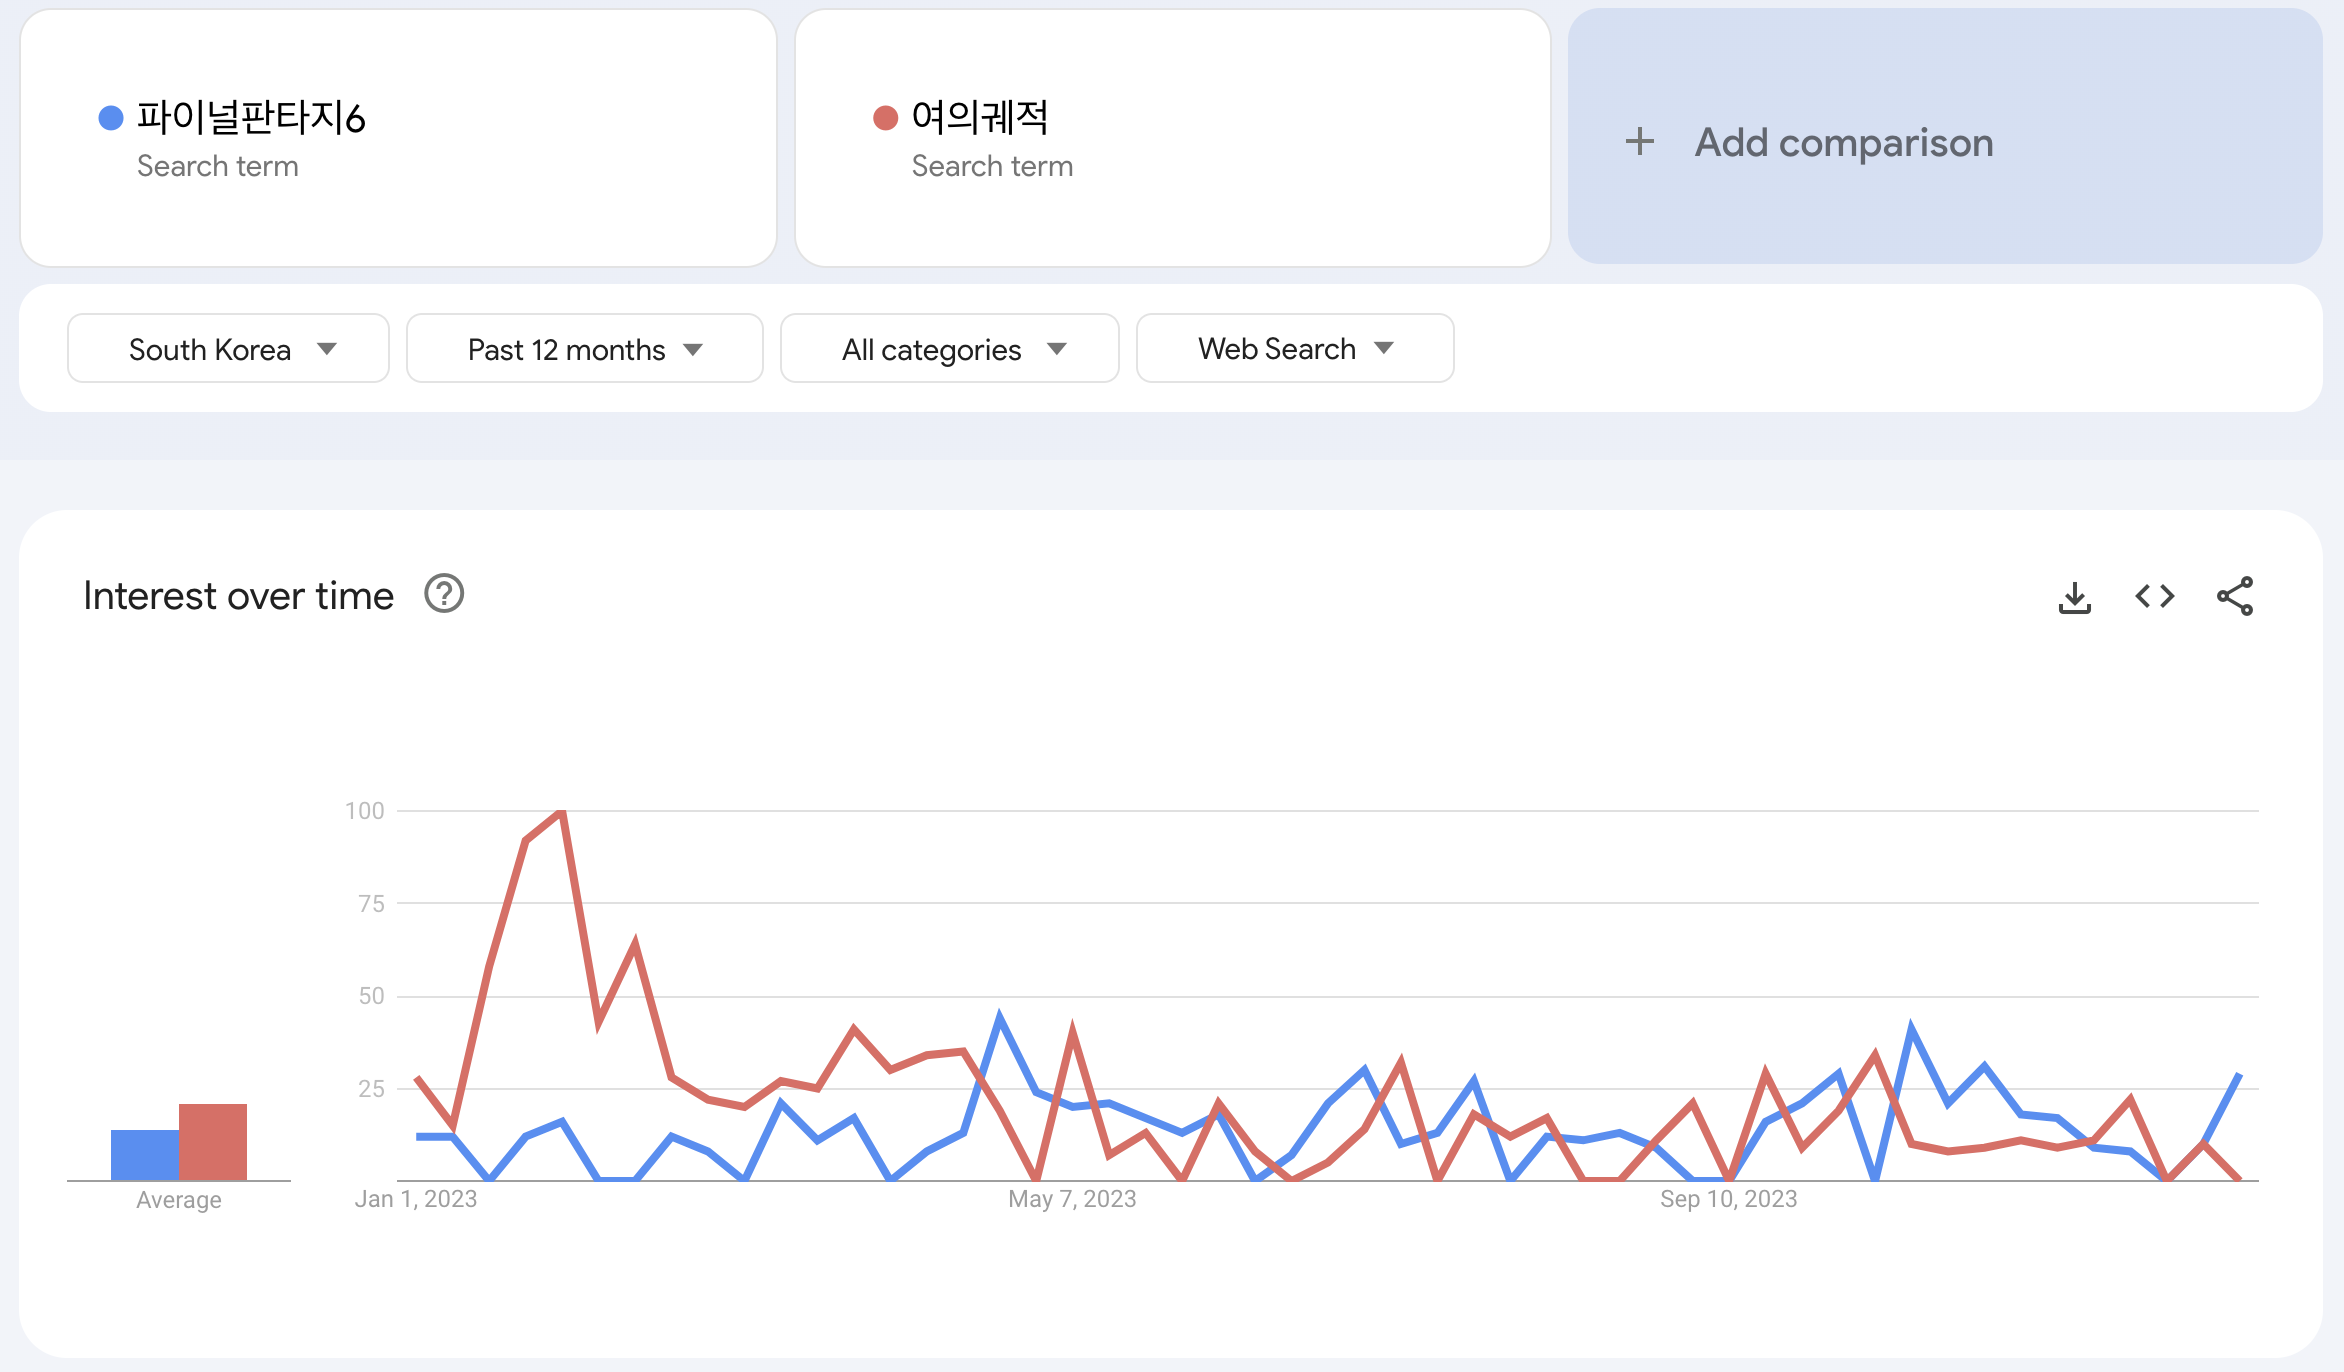 파이널판타지6
Search term
여의궤적
Search term
+ Add comparison
South Korea
Past 12 months
All categories
Web Search
Interest over time
100
75
50
25
Average
Jan 1, 2023
May 7, 2023
Sep 10, 2023